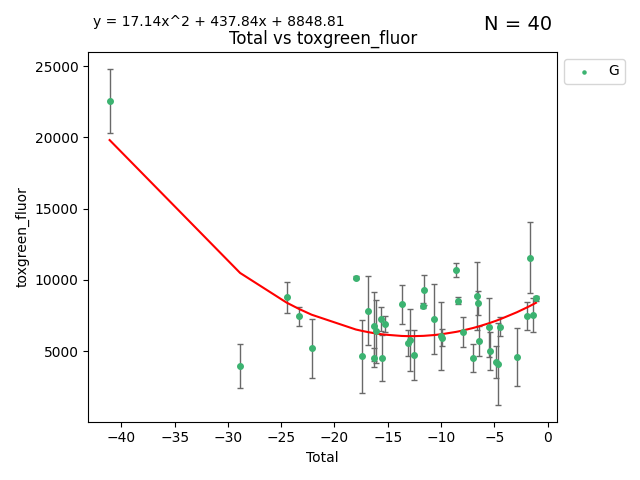 y = 17.14x^2 + 437.84x + 8848.81
N = 40
Total vs toxgreen_fluor
G
25000
20000
15000
10000
5000
toxgreen_fluor
−40 −35 −30 −25 −20 −15 −10 −5 0
Total